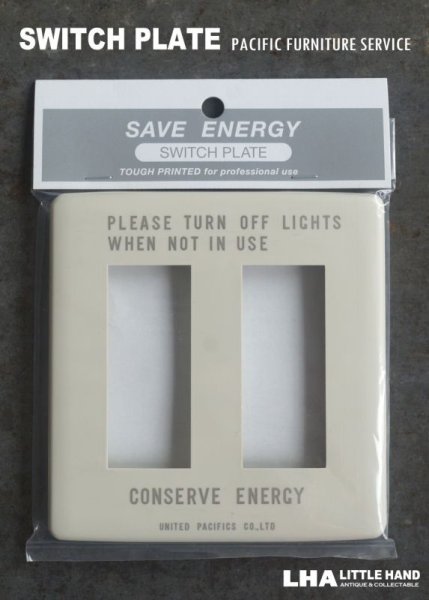 SWITCH PLATE PACIFIC FURNITURE SERVICE
SAVE ENERGY
SWITCH PLATE
TOUGH PRINTED for professional use
PLEASE TURN OFF LIGHTS
WHEN NOT IN USE
CONSERVE ENERGY
UNITED PACIFICS CO.,LTD
LHA LITTLE HAND
ANTIQUE & COLLECTABLE